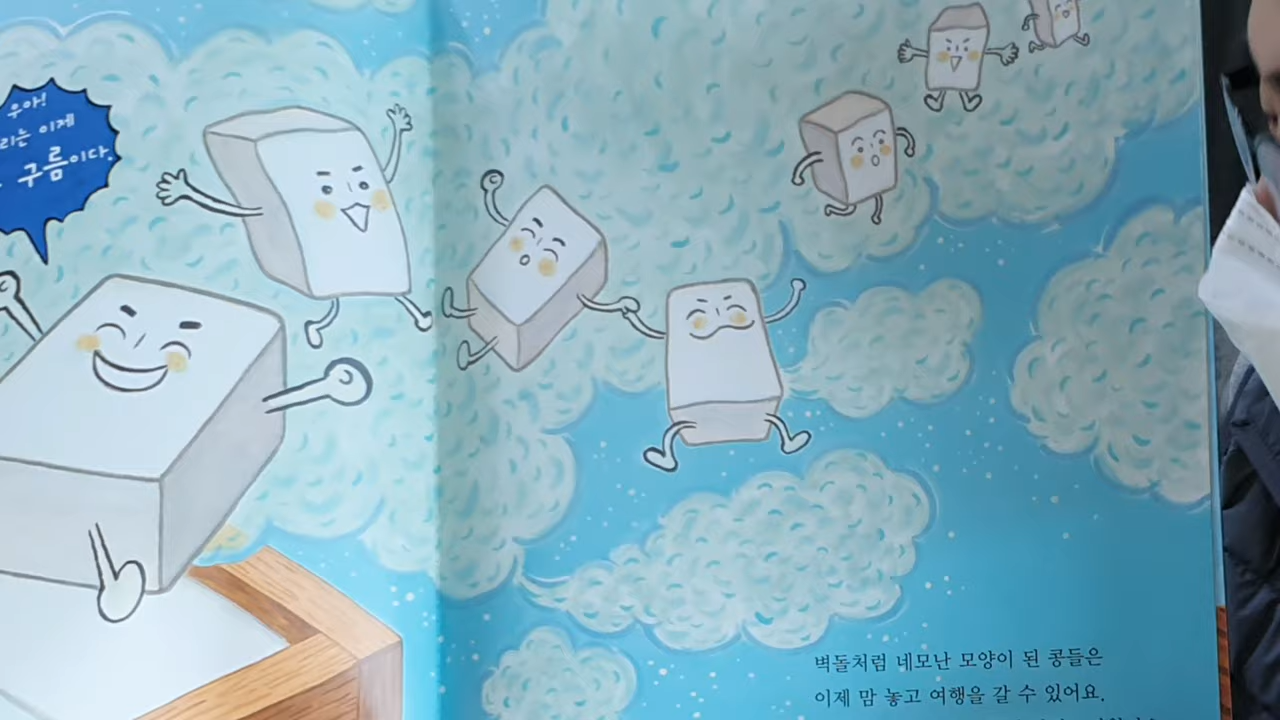 우아!
리는 이제
구름이다.
벽돌처럼 네모난 모양이 된 콩들은
이제 맘 놓고 여행을 갈 수 있어요.